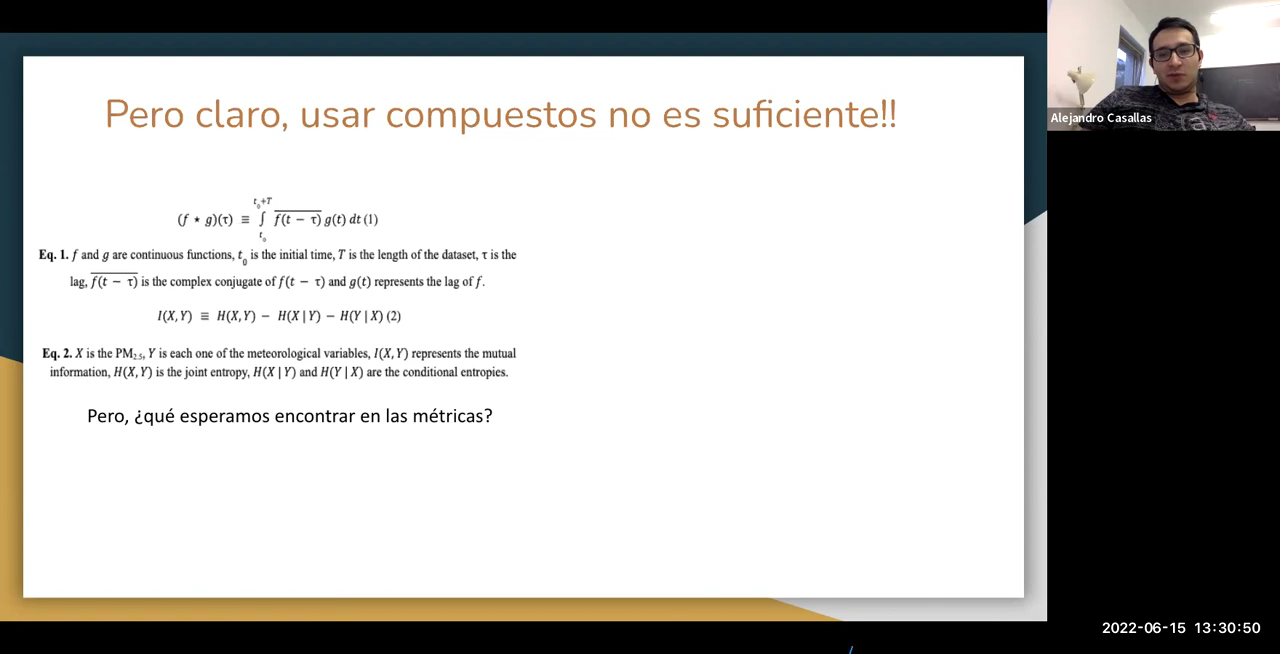 Pero claro, usar compuestos no es suficiente!!
Alejandro Casallas
t₀+T
(f ⋆ g)(τ) ≡ ∫ \overline{f(t − τ)} g(t) dt (1)
t₀
Eq. 1. f and g are continuous functions, t₀ is the initial time, T is the length of the dataset, τ is the
lag, \overline{f(t − τ)} is the complex conjugate of f(t − τ) and g(t) represents the lag of f.
I(X, Y) ≡ H(X, Y) − H(X | Y) − H(Y | X) (2)
Eq. 2. X is the PM₂.₅, Y is each one of the meteorological variables, I(X, Y) represents the mutual
information, H(X, Y) is the joint entropy, H(X | Y) and H(Y | X) are the conditional entropies.
Pero, ¿qué esperamos encontrar en las métricas?
2022-06-15 13:30:50